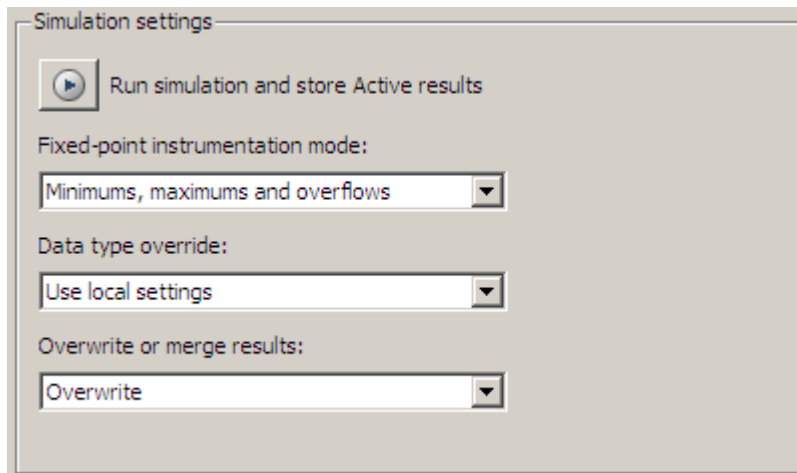 Simulation settings
Run simulation and store Active results
Fixed-point instrumentation mode:
Minimums, maximums and overflows
Data type override:
Use local settings
Overwrite or merge results:
Overwrite